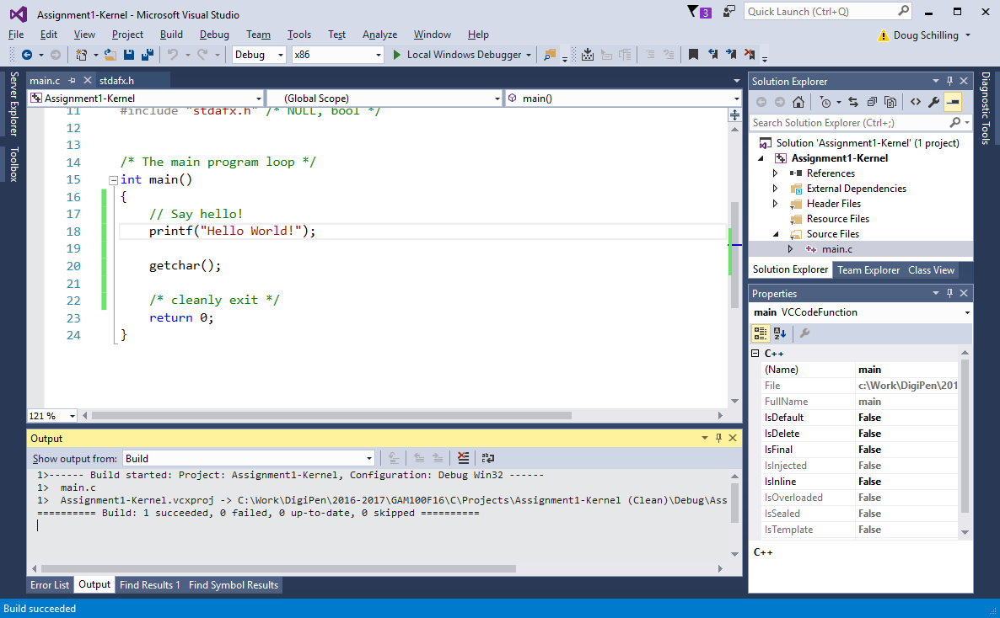 Assignment1-Kernel - Microsoft Visual Studio
3
Quick Launch (Ctrl+Q)
File Edit View Project Build Debug Team Tools Test Analyze Window Help
Doug Schilling
Debug x86 Local Windows Debugger
Server Explorer
Toolbox
main.c stdafx.h
Assignment1-Kernel (Global Scope) main()
11 #include "stdafx.h" /* NULL, bool */
12
13
14 /* The main program loop */
15 int main()
16 {
17 // Say hello!
18 printf("Hello World!");
19
20 getchar();
21
22 /* cleanly exit */
23 return 0;
24 }
121 %
Output
Show output from: Build
1>------ Build started: Project: Assignment1-Kernel, Configuration: Debug Win32 ------
1> main.c
1> Assignment1-Kernel.vcxproj -> C:\Work\DigiPen\2016-2017\GAM100F16\C\Projects\Assignment1-Kernel (Clean)\Debug\Ass
========== Build: 1 succeeded, 0 failed, 0 up-to-date, 0 skipped ==========
Error List Output Find Results 1 Find Symbol Results
Build succeeded
Solution Explorer
Search Solution Explorer (Ctrl+;)
Solution 'Assignment1-Kernel' (1 project)
Assignment1-Kernel
References
External Dependencies
Header Files
Resource Files
Source Files
main.c
Solution Explorer Team Explorer Class View
Properties
main VCCodeFunction
C++
(Name) main
File c:\Work\DigiPen\201
FullName main
IsDefault False
IsDelete False
IsFinal False
IsInjected False
IsInline False
IsOverloaded False
IsSealed False
IsTemplate False
C++
Diagnostic Tools